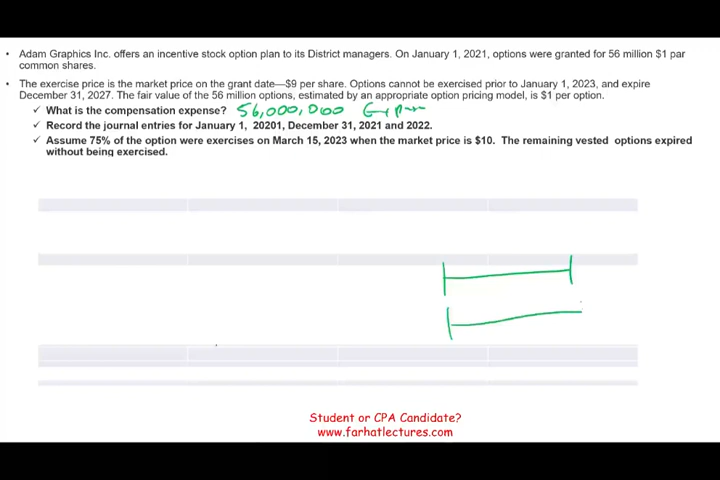 • Adam Graphics Inc. offers an incentive stock option plan to its District managers. On January 1, 2021, options were granted for 56 million $1 par
common shares.
• The exercise price is the market price on the grant date—$9 per share. Options cannot be exercised prior to January 1, 2023, and expire
December 31, 2027. The fair value of the 56 million options, estimated by an appropriate option pricing model, is $1 per option.
✓ What is the compensation expense? 56,000,000
✓ Record the journal entries for January 1, 20201, December 31, 2021 and 2022.
✓ Assume 75% of the option were exercises on March 15, 2023 when the market price is $10. The remaining vested options expired
without being exercised.
Student or CPA Candidate?
www.farhatlectures.com